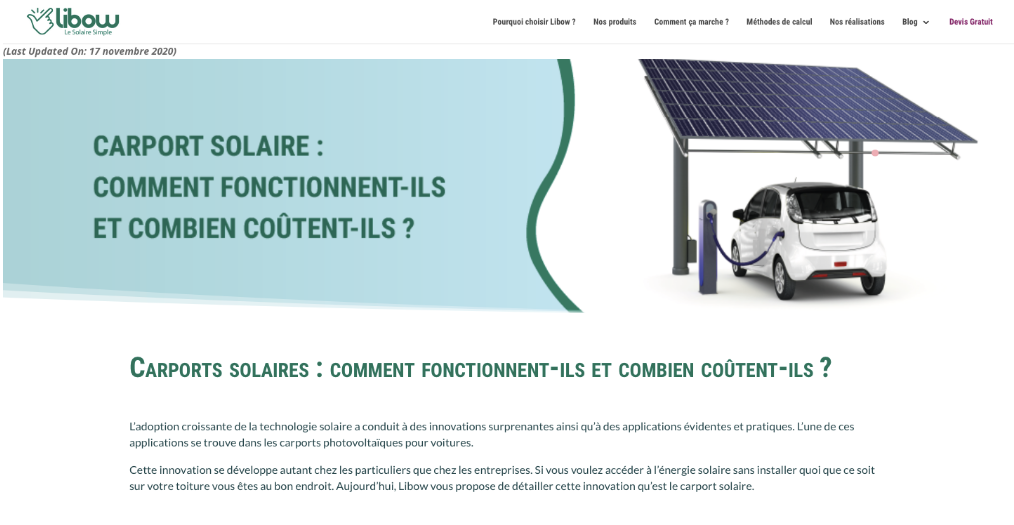 libow
Le Solaire Simple
Pourquoi choisir Libow ?
Nos produits
Comment ça marche ?
Méthodes de calcul
Nos réalisations
Blog
Devis Gratuit
(Last Updated On: 17 novembre 2020)
CARPORT SOLAIRE :
COMMENT FONCTIONNENT-ILS
ET COMBIEN COÛTENT-ILS ?
Carports solaires : comment fonctionnent-ils et combien coûtent-ils ?
L’adoption croissante de la technologie solaire a conduit à des innovations surprenantes ainsi qu’à des applications évidentes et pratiques. L’une de ces
applications se trouve dans les carports photovoltaïques pour voitures.
Cette innovation se développe autant chez les particuliers que chez les entreprises. Si vous voulez accéder à l’énergie solaire sans installer quoi que ce soit
sur votre toiture vous êtes au bon endroit. Aujourd’hui, Libow vous propose de détailler cette innovation qu’est le carport solaire.